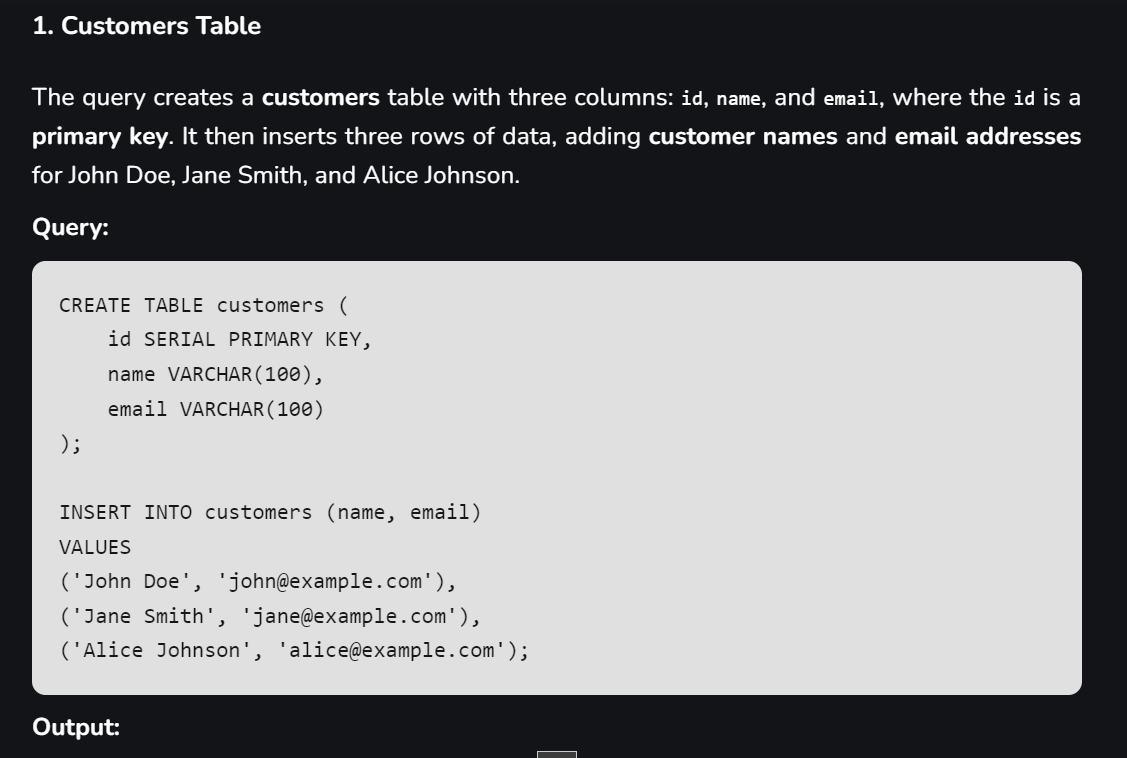 1. Customers Table
The query creates a customers table with three columns: id, name, and email, where the id is a
primary key. It then inserts three rows of data, adding customer names and email addresses
for John Doe, Jane Smith, and Alice Johnson.
Query:
CREATE TABLE customers (
    id SERIAL PRIMARY KEY,
    name VARCHAR(100),
    email VARCHAR(100)
);
INSERT INTO customers (name, email)
VALUES
('John Doe', 'john@example.com'),
('Jane Smith', 'jane@example.com'),
('Alice Johnson', 'alice@example.com');
Output: